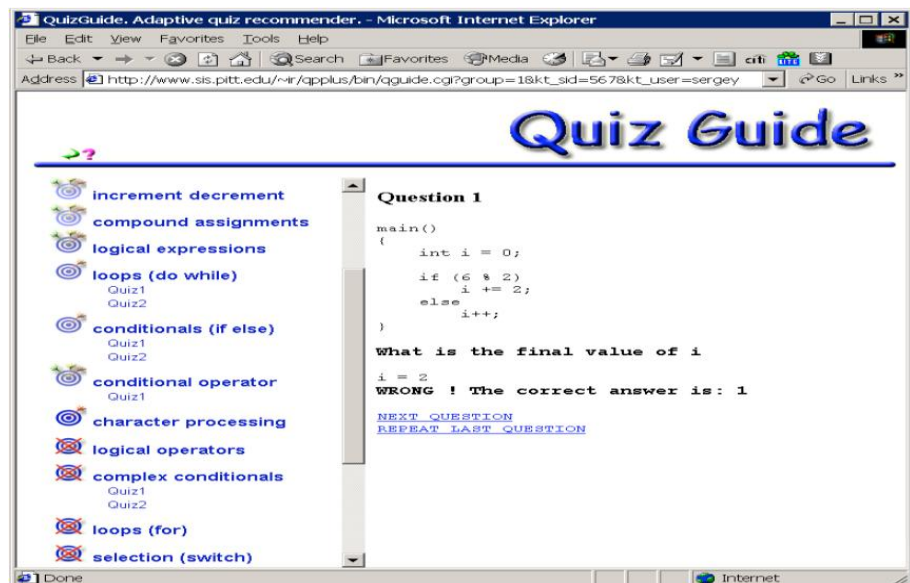 QuizGuide. Adaptive quiz recommender. - Microsoft Internet Explorer
File Edit View Favorites Tools Help
Back Search Favorites Media citi
Address http://www.sis.pitt.edu/~ir/qpplus/bin/qguide.cgi?group=1&kt_sid=567&kt_user=sergey Go Links »
Quiz Guide
?
increment decrement
compound assignments
logical expressions
loops (do while)
Quiz1
Quiz2
conditionals (if else)
Quiz1
Quiz2
conditional operator
Quiz1
character processing
logical operators
complex conditionals
Quiz1
Quiz2
loops (for)
selection (switch)
Question 1
main()
{
int i = 0;
if (6 % 2)
i += 2;
else
i++;
}
What is the final value of i
i = 2
WRONG ! The correct answer is: 1
NEXT QUESTION
REPEAT LAST QUESTION
Done Internet